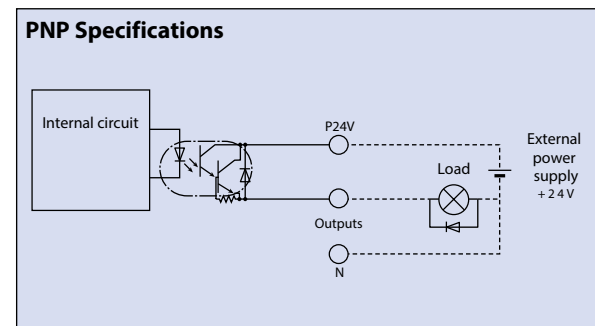 PNP Specifications
Internal circuit
P24V
External
power
supply
+24V
Load
Outputs
N